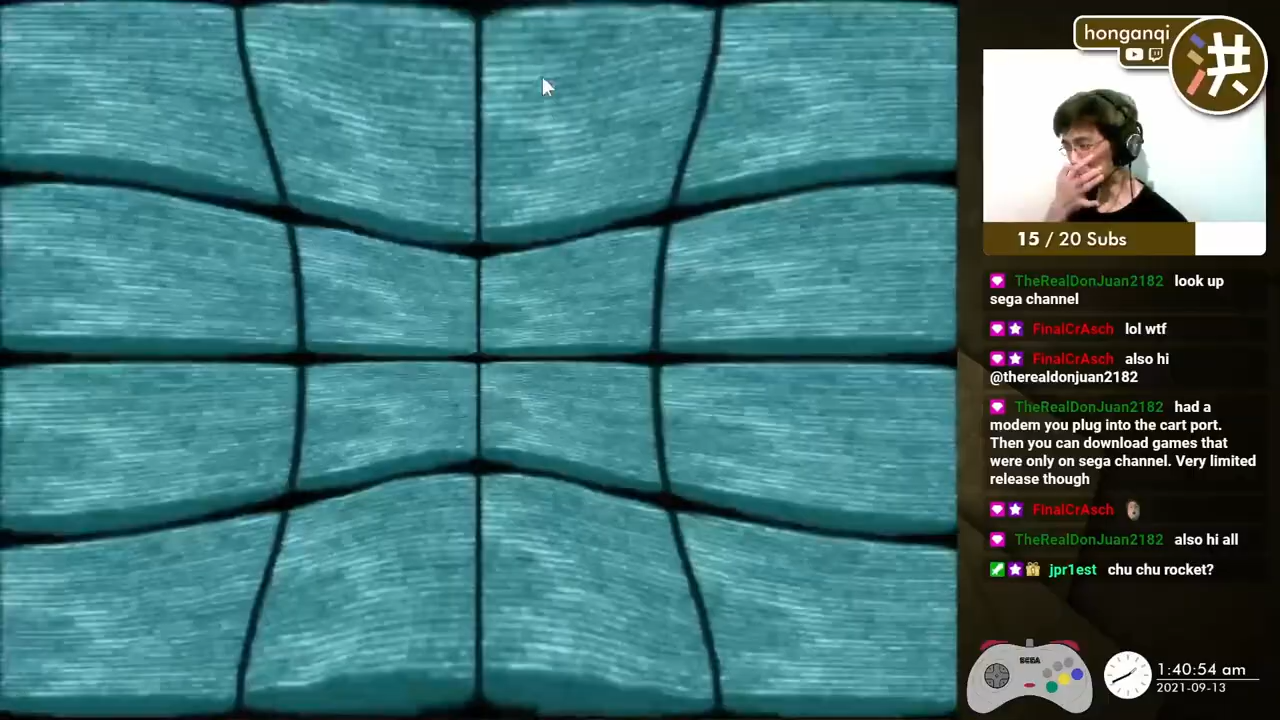 honganqi
洪
15 / 20 Subs
TheRealDonJuan2182 look up
sega channel
FinalCrAsch lol wtf
FinalCrAsch also hi
@therealdonjuan2182
TheRealDonJuan2182 had a
modem you plug into the cart port.
Then you can download games that
were only on sega channel. Very limited
release though
FinalCrAsch
TheRealDonJuan2182 also hi all
jpr1est chu chu rocket?
SEGA
1:40:54 am
2021-09-13